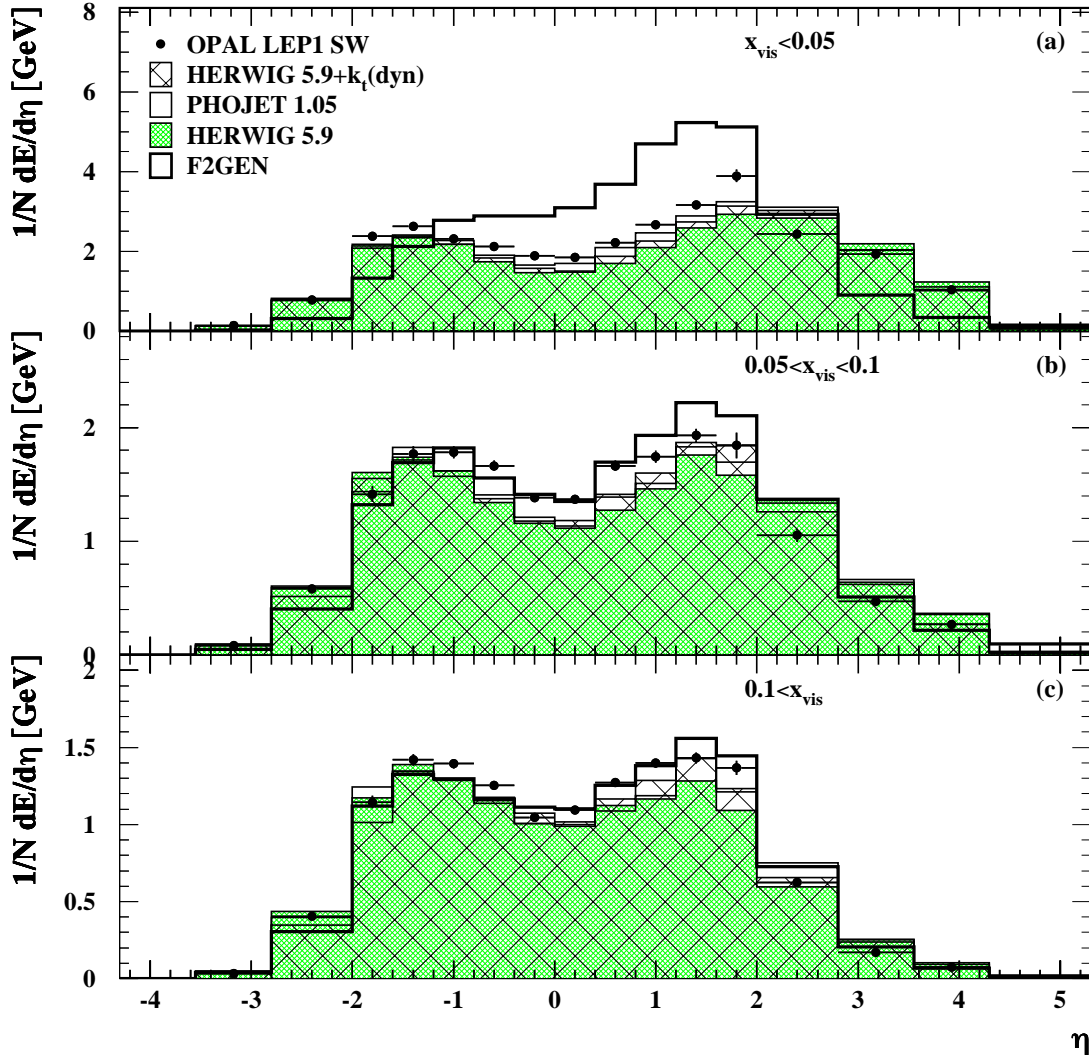 1/N dE/dη [GeV]
8
6
4
2
0
OPAL LEP1 SW
HERWIG 5.9+k_t(dyn)
PHOJET 1.05
HERWIG 5.9
F2GEN
x_vis<0.05
(a)
1/N dE/dη [GeV]
2
1
0
0.05<x_vis<0.1
(b)
1/N dE/dη [GeV]
2
1.5
1
0.5
0
0.1<x_vis
(c)
-4 -3 -2 -1 0 1 2 3 4 5
η